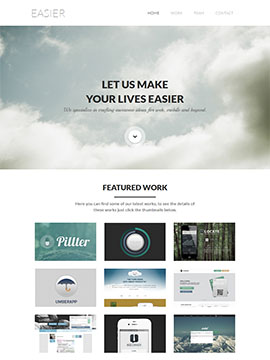 EASIER
HOME WORK TEAM CONTACT
LET US MAKE
YOUR LIVES EASIER
We specialize in crafting awesome ideas for web, mobile and beyond
FEATURED WORK
Here you can find some of our latest works, to see the details of
these works just click the thumbnails below.
Pillter
UMBERAPP